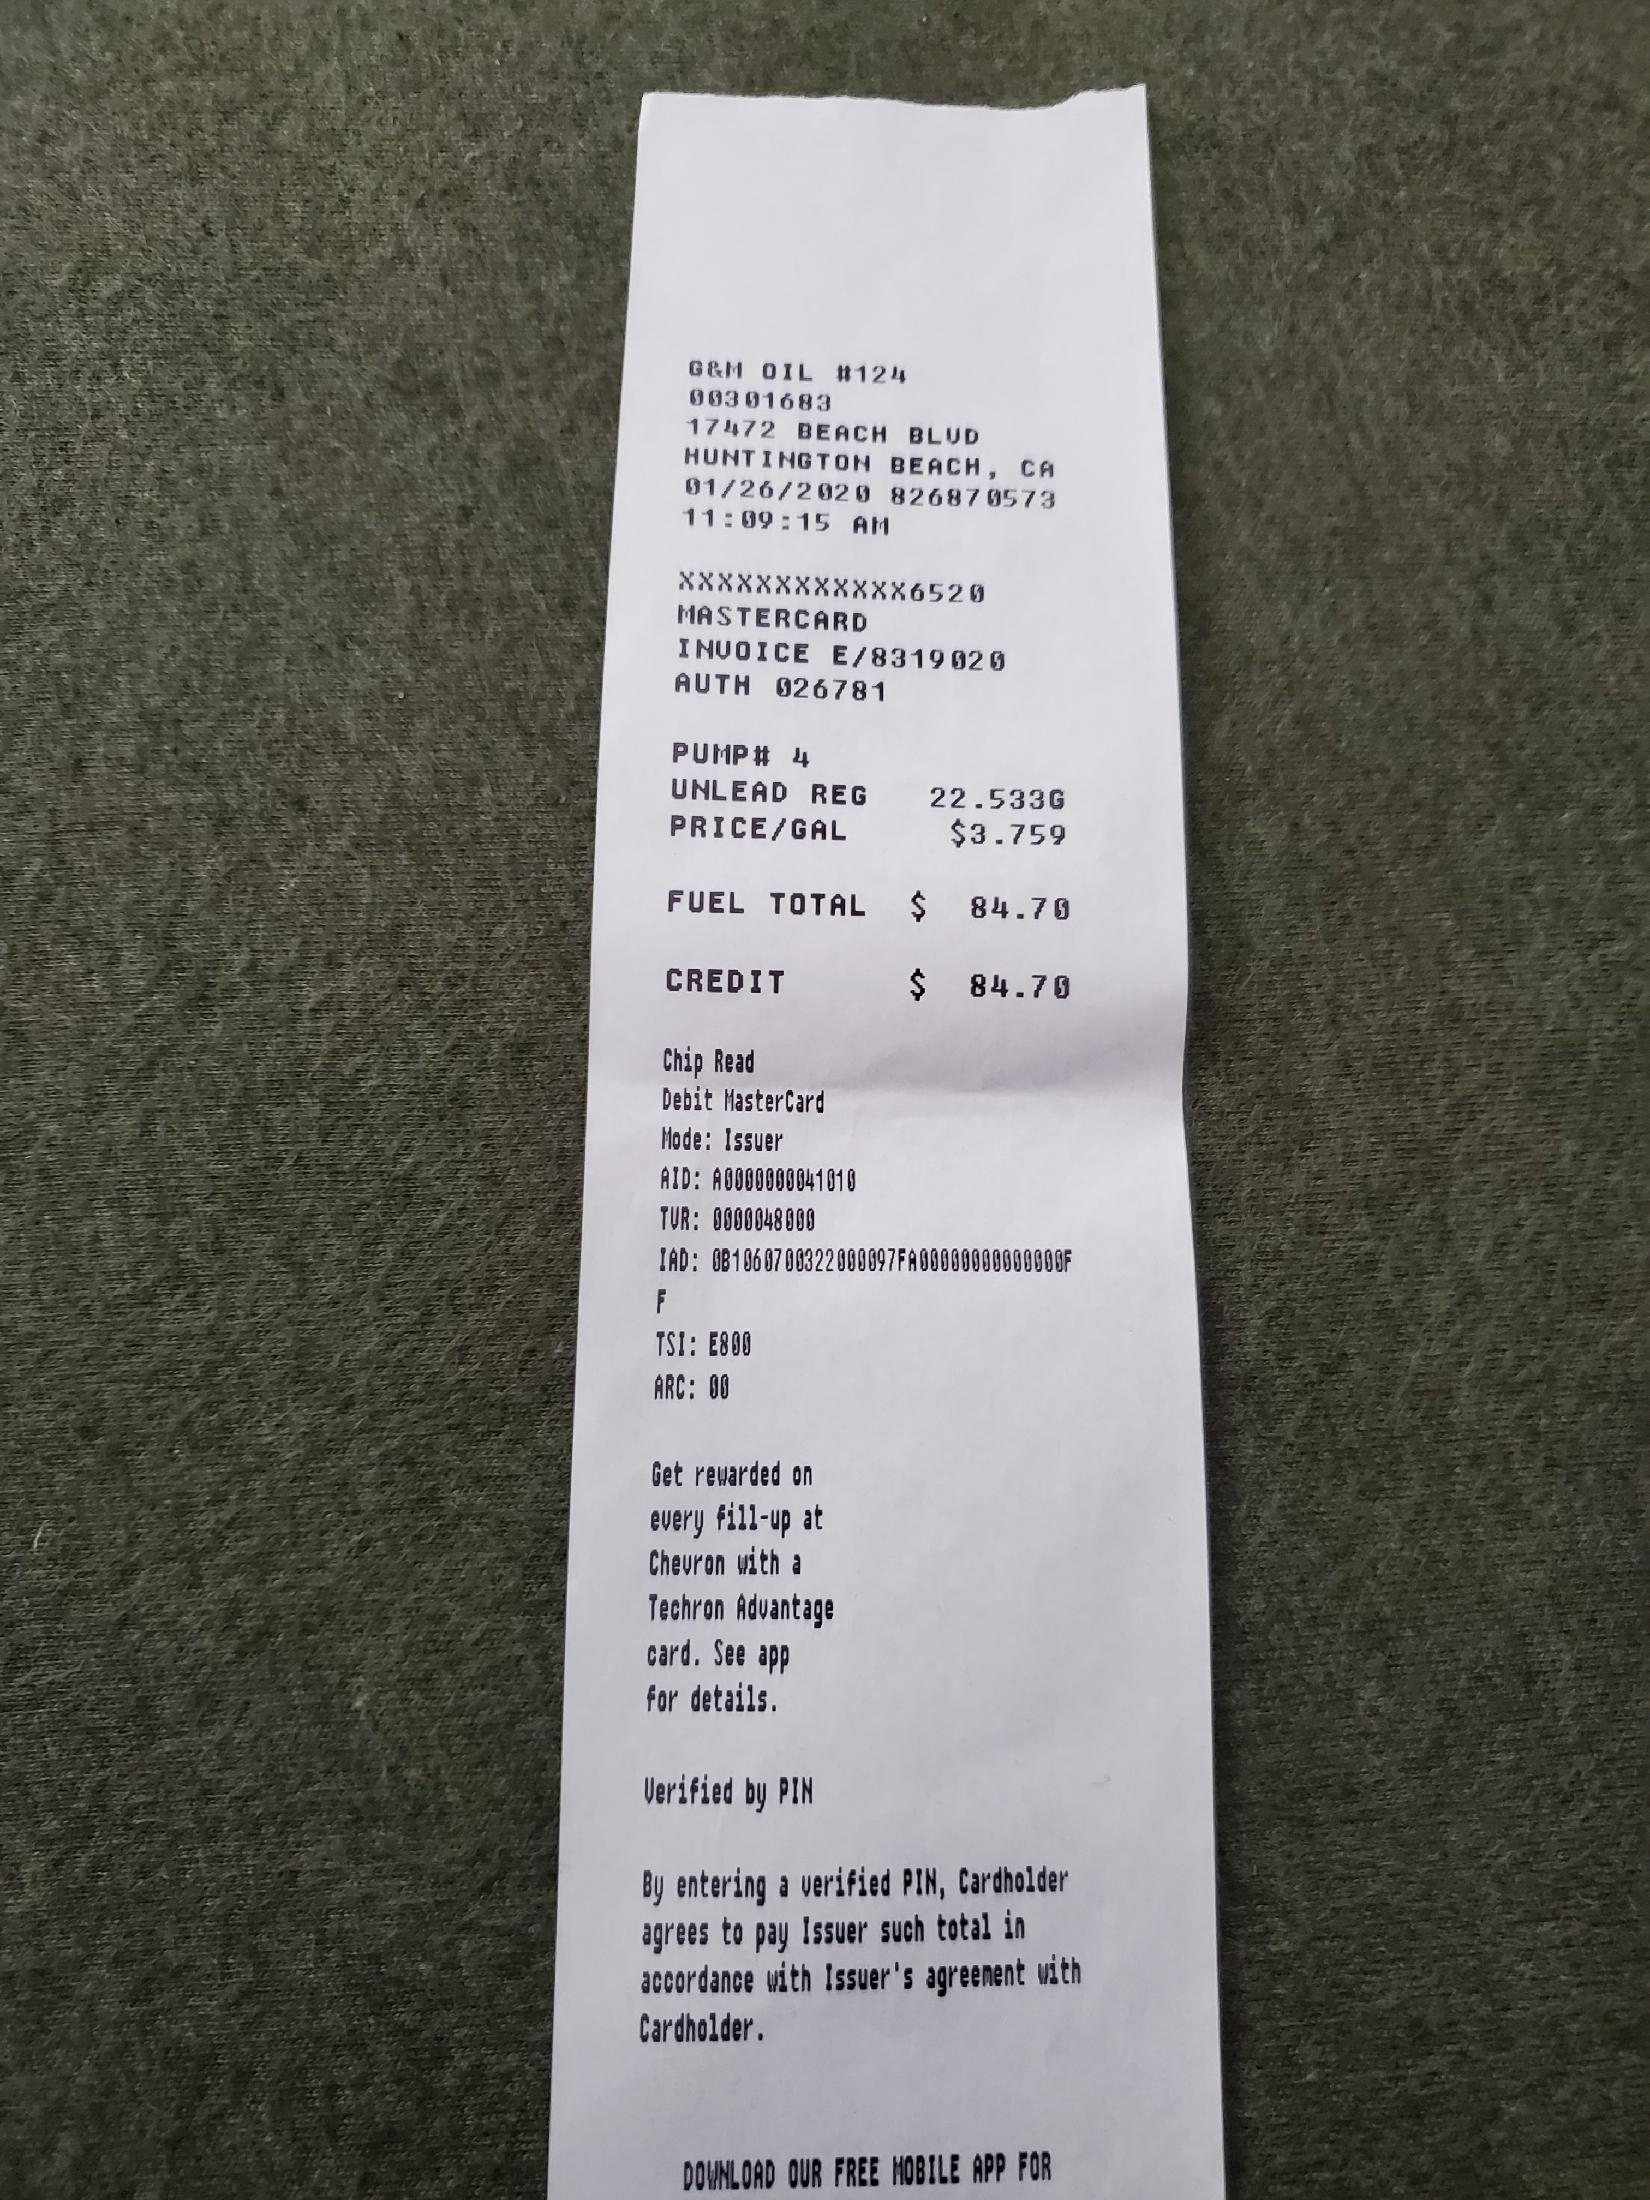 G&M OIL #124
00301683
17472 BEACH BLVD
HUNTINGTON BEACH, CA
01/26/2020 826870573
11:09:15 AM
XXXXXXXXXXXX6520
MASTERCARD
INVOICE E/8319020
AUTH 026781
PUMP# 4
UNLEAD REG 22.533G
PRICE/GAL $3.759
FUEL TOTAL $ 84.70
CREDIT $ 84.70
Chip Read
Debit MasterCard
Mode: Issuer
AID: A0000000041010
TVR: 0000048000
IAD: 0B1060700322000097FA00000000000000F
F
TSI: E800
ARC: 00
Get rewarded on
every fill-up at
Chevron with a
Techron Advantage
card. See app
for details.
Verified by PIN
By entering a verified PIN, Cardholder
agrees to pay Issuer such total in
accordance with Issuer's agreement with
Cardholder.
DOWNLOAD OUR FREE MOBILE APP FOR